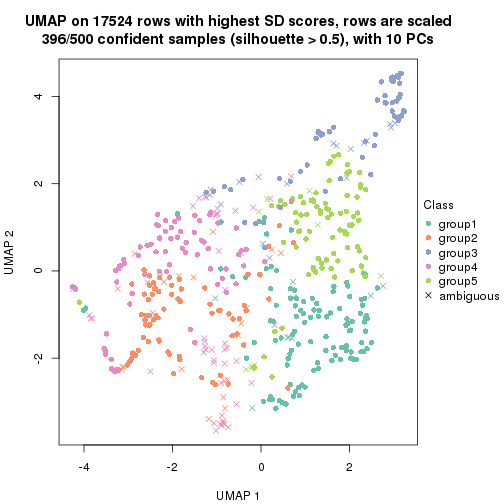 UMAP on 17524 rows with highest SD scores, rows are scaled
396/500 confident samples (silhouette > 0.5), with 10 PCs
4
2
0
-2
UMAP 2
-4
-2
0
2
UMAP 1
Class
group1
group2
group3
group4
group5
ambiguous